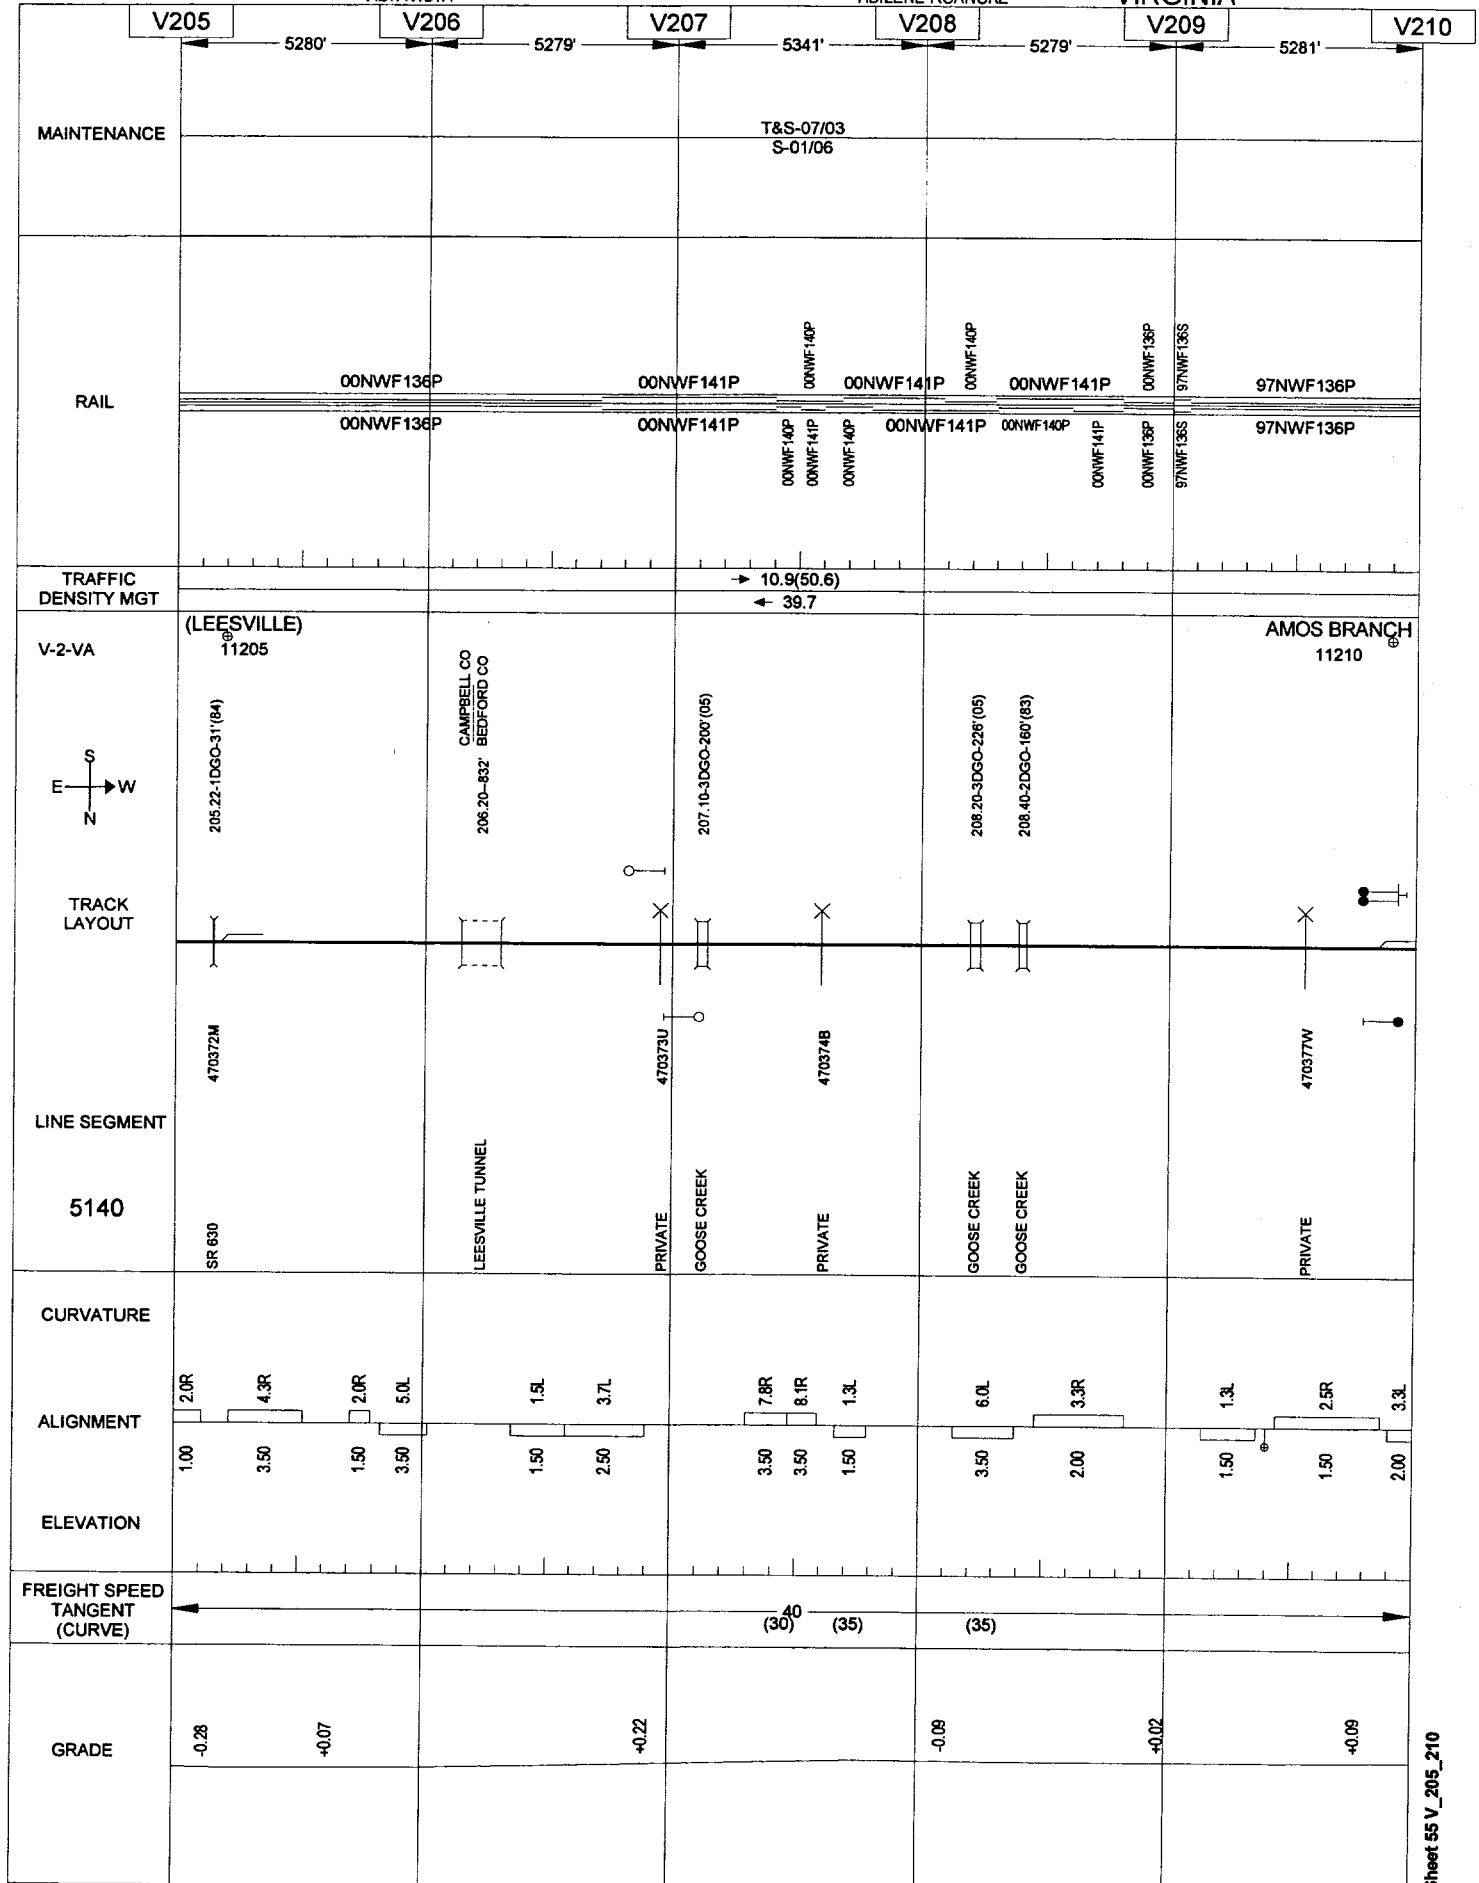 VIRGINIA
V205
V206
V207
V208
V209
V210
5280'
5279'
5341'
5279'
5281'
MAINTENANCE
T&S-07/03
S-01/06
RAIL
00NWF136P
00NWF141P
00NWF140P
00NWF141P
00NWF140P
00NWF141P
00NWF136P
97NWF136S
97NWF136P
00NWF136P
00NWF141P
00NWF140P
00NWF141P
00NWF140P
00NWF141P
00NWF140P
00NWF141P
00NWF136P
97NWF136S
97NWF136P
TRAFFIC
DENSITY MGT
→ 10.9(50.6)
← 39.7
V-2-VA
(LEESVILLE)
11205
AMOS BRANCH
11210
S
E W
N
205.22-1DGO-31'(84)
CAMPBELL CO
BEDFORD CO
206.20--832'
207.10-3DGO-200'(05)
208.20-3DGO-226'(05)
208.40-2DGO-160'(83)
TRACK
LAYOUT
470372M
470373U
470374B
470377W
LINE SEGMENT
5140
SR 630
LEESVILLE TUNNEL
PRIVATE
GOOSE CREEK
PRIVATE
GOOSE CREEK
GOOSE CREEK
PRIVATE
CURVATURE
2.0R
4.3R
2.0R
5.0L
1.5L
3.7L
7.8R
8.1R
1.3L
6.0L
3.3R
1.3L
2.5R
3.3L
ALIGNMENT
1.00
3.50
1.50
3.50
1.50
2.50
3.50
3.50
1.50
3.50
2.00
1.50
1.50
2.00
ELEVATION
FREIGHT SPEED
TANGENT
(CURVE)
40
(30)
(35)
(35)
GRADE
-0.28
+0.07
+0.22
-0.09
+0.02
+0.09
Sheet 55 V_205_210